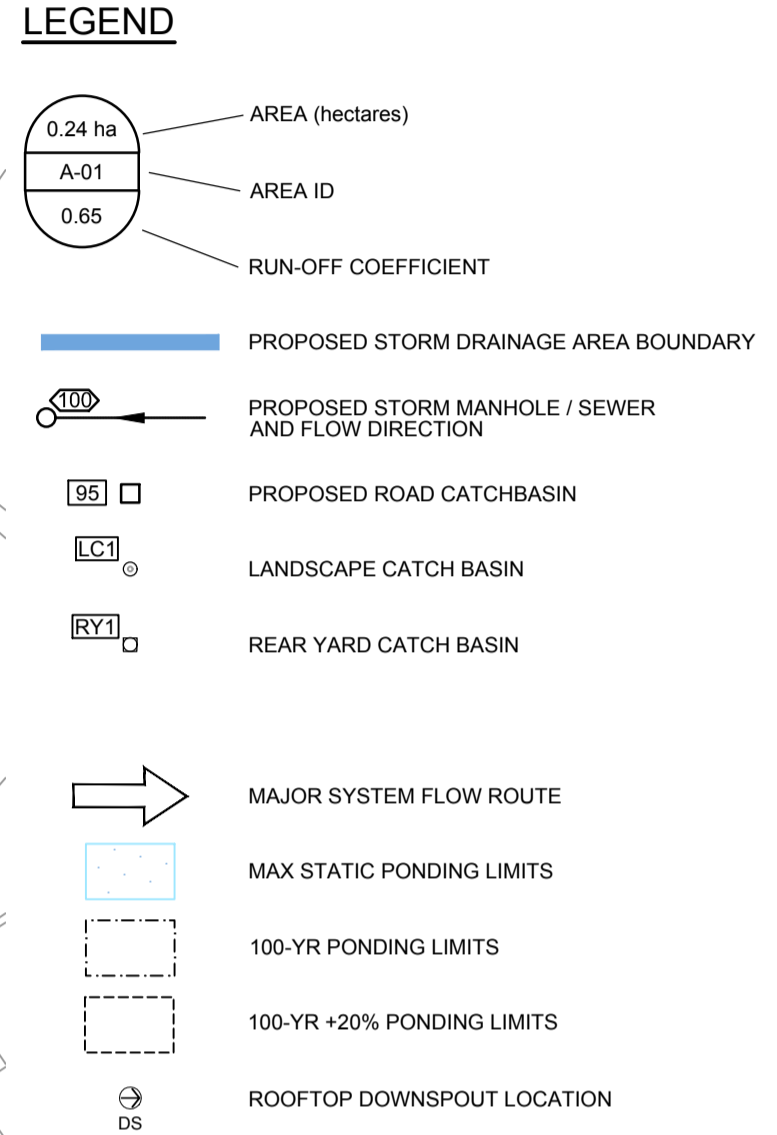 LEGEND
0.24 ha
AREA (hectares)
A-01
AREA ID
0.65
RUN-OFF COEFFICIENT
PROPOSED STORM DRAINAGE AREA BOUNDARY
100
PROPOSED STORM MANHOLE / SEWER
AND FLOW DIRECTION
95
PROPOSED ROAD CATCHBASIN
LC1
LANDSCAPE CATCH BASIN
RY1
REAR YARD CATCH BASIN
MAJOR SYSTEM FLOW ROUTE
MAX STATIC PONDING LIMITS
100-YR PONDING LIMITS
100-YR +20% PONDING LIMITS
ROOFTOP DOWNSPOUT LOCATION
DS